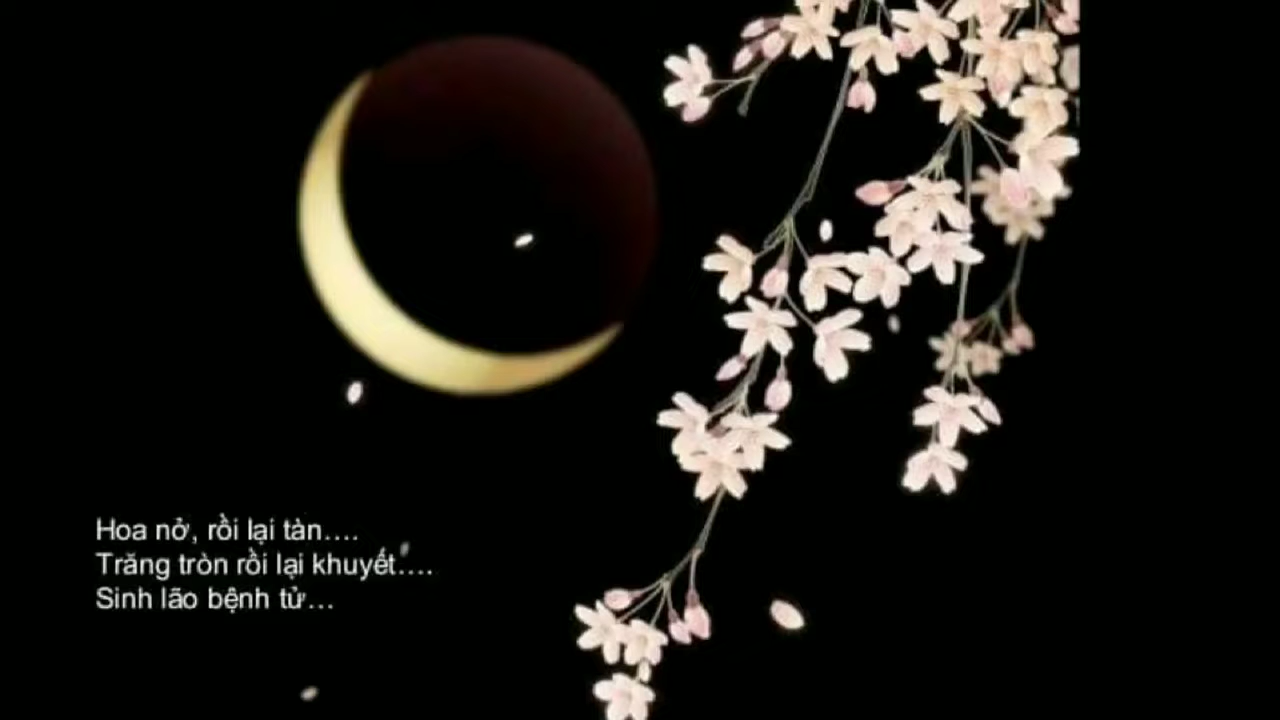 Hoa nở, rồi lại tàn....
Trăng tròn rồi lại khuyết....
Sinh lão bệnh tử...